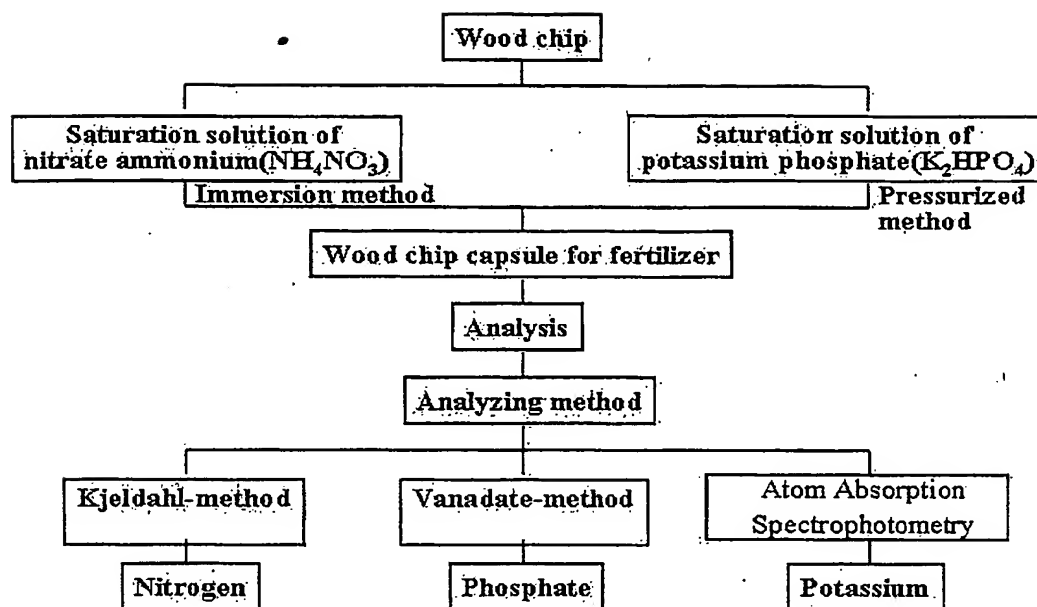 Wood chip
Saturation solution of
nitrate ammonium(NH₄NO₃)
Saturation solution of
potassium phosphate(K₂HPO₄)
Immersion method
Pressurized
method
Wood chip capsule for fertilizer
Analysis
Analyzing method
Kjeldahl-method
Vanadate-method
Atom Absorption
Spectrophotometry
Nitrogen
Phosphate
Potassium